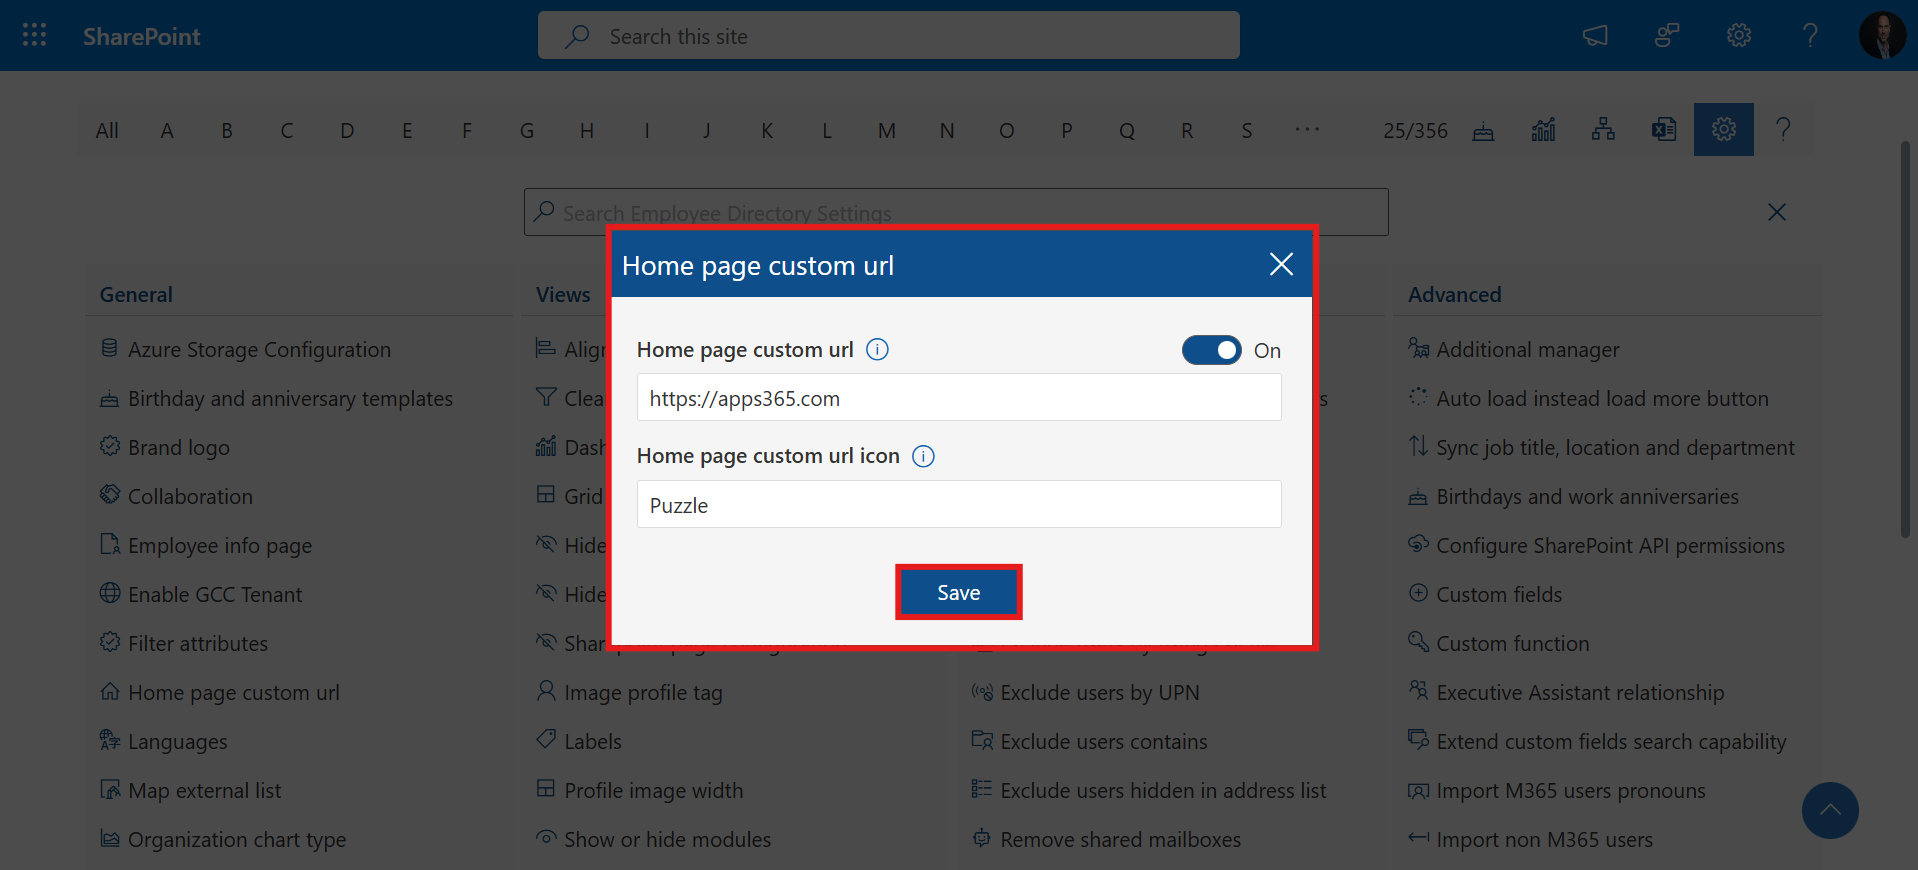 SharePoint
Search this site
All A B C D E F G H I J K L M N O P Q R S ... 25/356
Search Employee Directory Settings
Home page custom url
Home page custom url
On
https://apps365.com
Home page custom url icon
Puzzle
Save
General
Azure Storage Configuration
Birthday and anniversary templates
Brand logo
Collaboration
Employee info page
Enable GCC Tenant
Filter attributes
Home page custom url
Languages
Map external list
Organization chart type
Views
Grid
Hide
Hide
Image profile tag
Labels
Profile image width
Show or hide modules
Exclude users by UPN
Exclude users contains
Exclude users hidden in address list
Remove shared mailboxes
Advanced
Additional manager
Auto load instead load more button
Sync job title, location and department
Birthdays and work anniversaries
Configure SharePoint API permissions
Custom fields
Custom function
Executive Assistant relationship
Extend custom fields search capability
Import M365 users pronouns
Import non M365 users